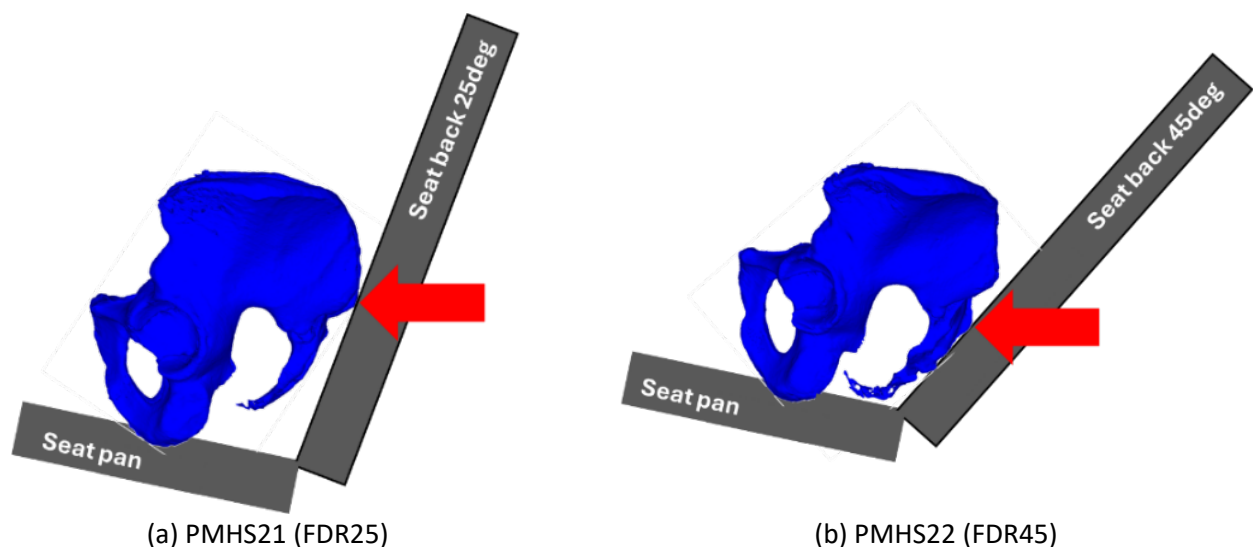 Seat back 25deg
Seat pan
Seat back 45deg
Seat pan
(a) PMHS21 (FDR25)
(b) PMHS22 (FDR45)